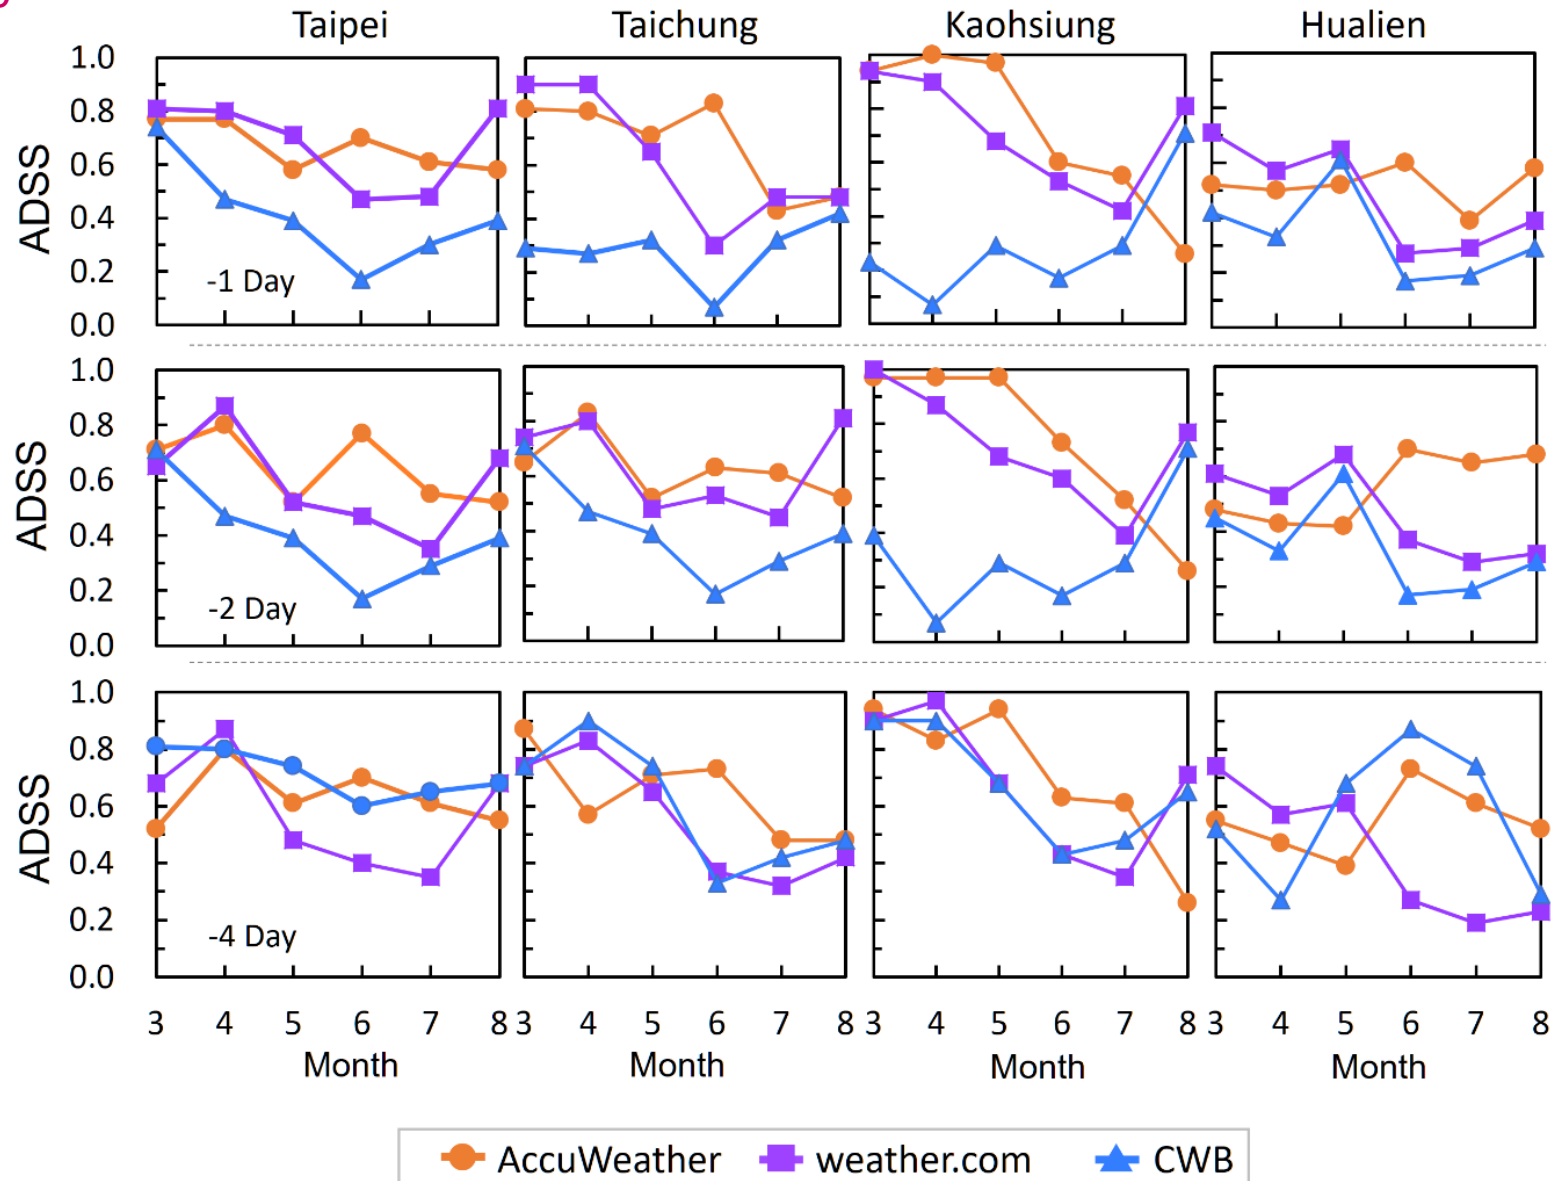 Taipei Taichung Kaohsiung Hualien
1.0
0.8
0.6
0.4
0.2
0.0
ADSS
-1 Day
1.0
0.8
0.6
0.4
0.2
0.0
ADSS
-2 Day
1.0
0.8
0.6
0.4
0.2
0.0
ADSS
-4 Day
3 4 5 6 7 8 3 4 5 6 7 8 3 4 5 6 7 8 3 4 5 6 7 8
Month Month Month Month
AccuWeather weather.com CWB